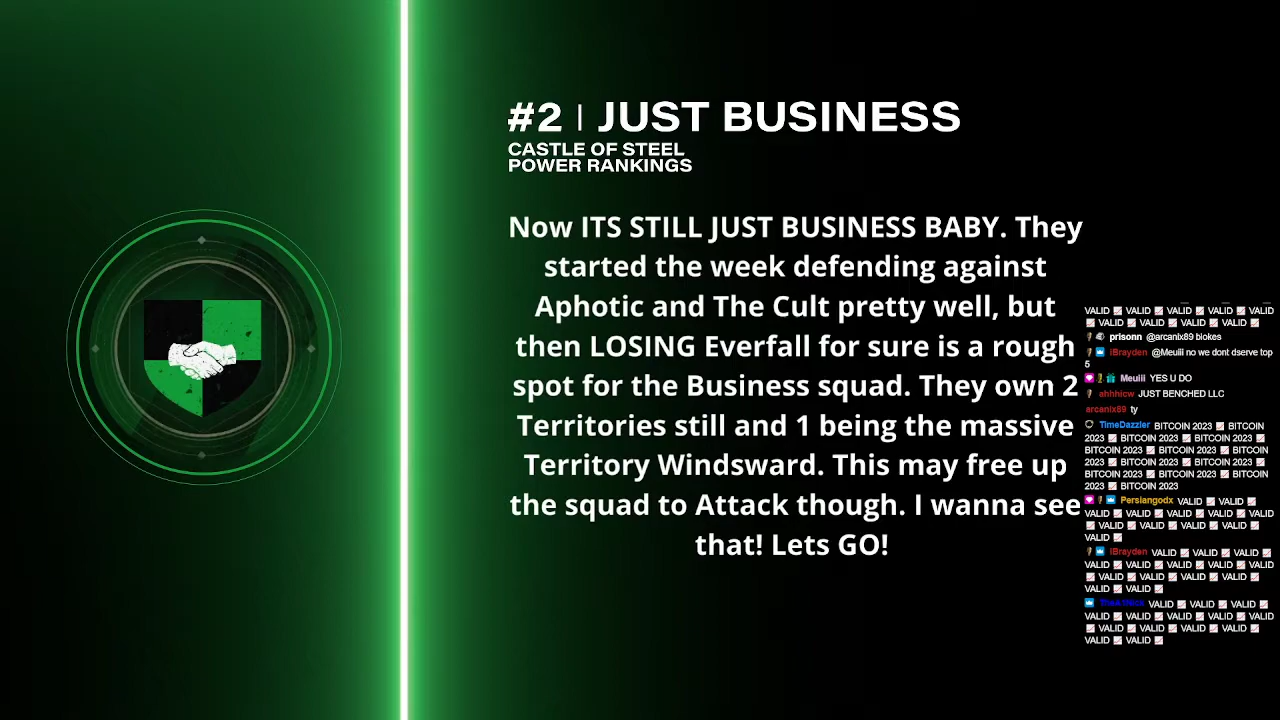 #2 | JUST BUSINESS
CASTLE OF STEEL
POWER RANKINGS
Now ITS STILL JUST BUSINESS BABY. They
started the week defending against
Aphotic and The Cult pretty well, but
then LOSING Everfall for sure is a rough
spot for the Business squad. They own 2
Territories still and 1 being the massive
Territory Windsward. This may free up
the squad to Attack though. I wanna see
that! Lets GO!
VALID 📈 VALID 📈 VALID 📈 VALID 📈 VALID
📈 VALID 📈 VALID 📈 VALID 📈 VALID 📈
prisonn @arcanix89 blokes
iBrayden @Meuiii no we dont dserve top
5
Meuiii YES U DO
ahhhicw JUST BENCHED LLC
arcanix89 ty
TimeDazzler BITCOIN 2023 📈 BITCOIN
2023 📈 BITCOIN 2023 📈 BITCOIN 2023 📈
BITCOIN 2023 📈 BITCOIN 2023 📈 BITCOIN
2023 📈 BITCOIN 2023 📈 BITCOIN 2023 📈
BITCOIN 2023 📈 BITCOIN 2023 📈 BITCOIN
2023 📈 BITCOIN 2023
Persiangodx VALID 📈 VALID 📈 VALID 📈
VALID 📈 VALID 📈 VALID 📈 VALID 📈 VALID
📈 VALID 📈 VALID 📈 VALID 📈 VALID 📈
VALID 📈
iBrayden VALID 📈 VALID 📈 VALID 📈
VALID 📈 VALID 📈 VALID 📈 VALID 📈 VALID
📈 VALID 📈 VALID 📈 VALID 📈 VALID 📈
VALID 📈 VALID 📈
VALID 📈 VALID 📈 VALID 📈
VALID 📈 VALID 📈 VALID 📈 VALID 📈 VALID
📈 VALID 📈 VALID 📈 VALID 📈 VALID 📈
VALID 📈 VALID 📈